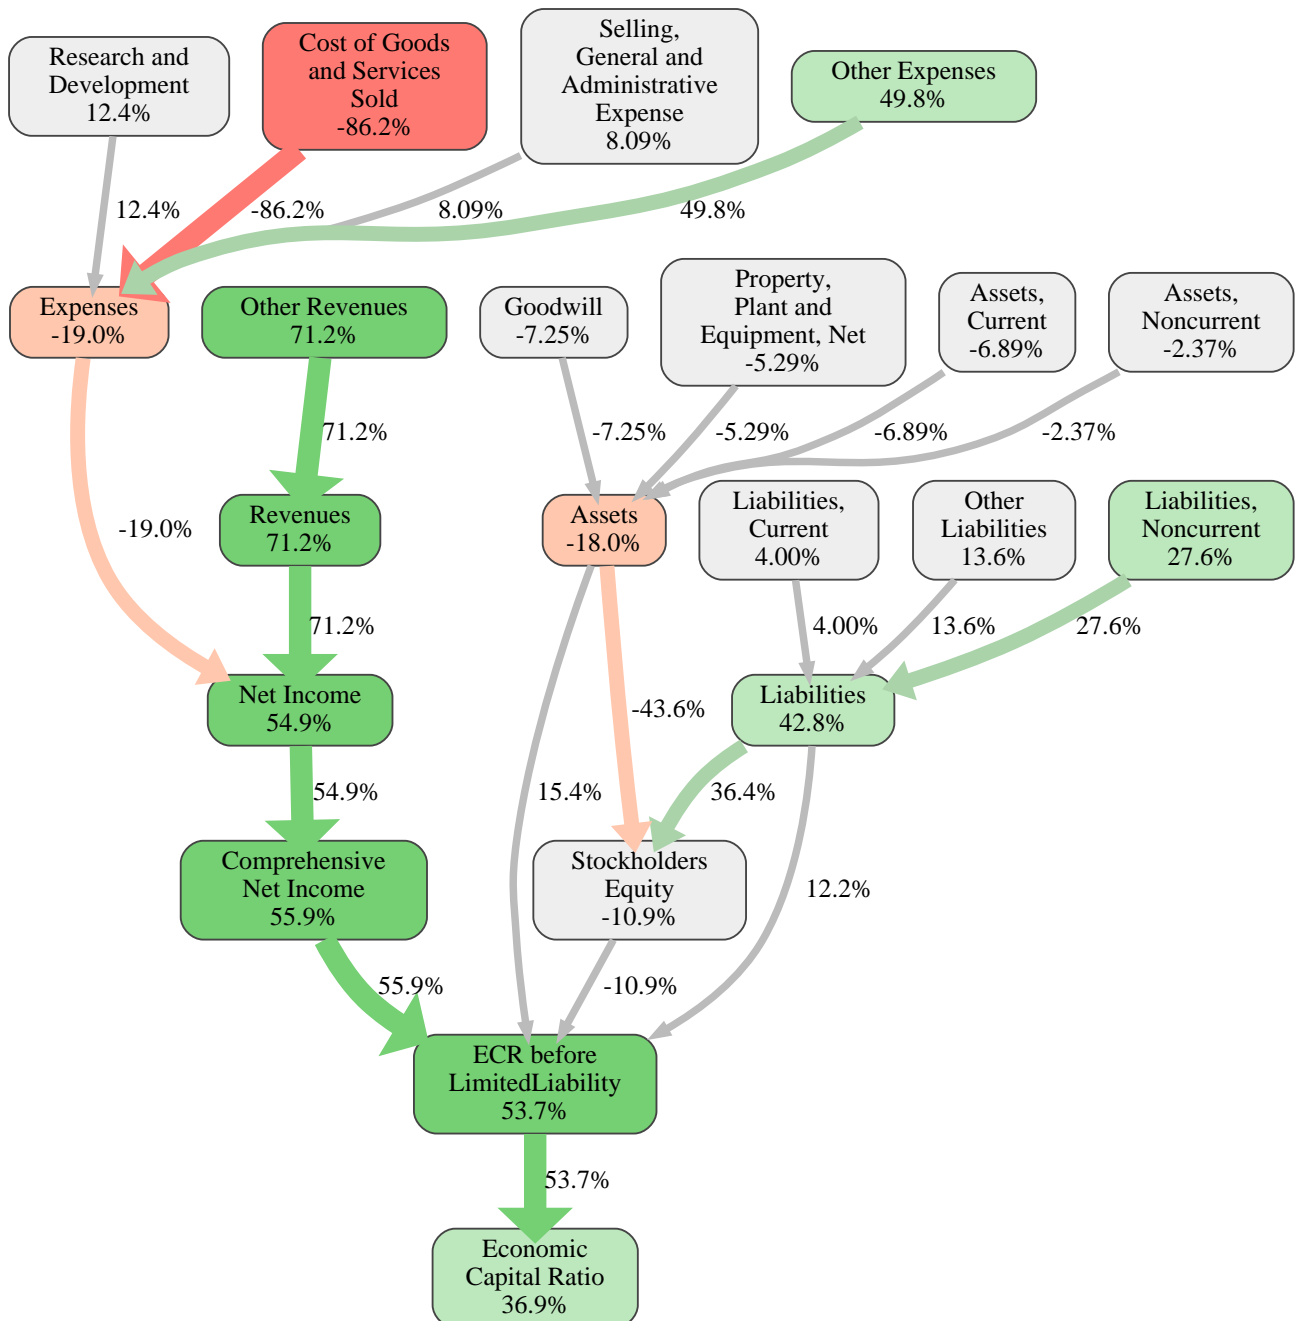 Research and
Development
12.4%
Cost of Goods
and Services
Sold
-86.2%
Selling,
General and
Administrative
Expense
8.09%
Other Expenses
49.8%
12.4%
-86.2%
8.09%
49.8%
Expenses
-19.0%
Other Revenues
71.2%
Goodwill
-7.25%
Property,
Plant and
Equipment, Net
-5.29%
Assets,
Current
-6.89%
Assets,
Noncurrent
-2.37%
71.2%
-7.25%
-5.29%
-6.89%
-2.37%
-19.0%
Revenues
71.2%
Assets
-18.0%
Liabilities,
Current
4.00%
Other
Liabilities
13.6%
Liabilities,
Noncurrent
27.6%
71.2%
4.00%
13.6%
27.6%
Net Income
54.9%
-43.6%
Liabilities
42.8%
54.9%
15.4%
36.4%
Comprehensive
Net Income
55.9%
Stockholders
Equity
-10.9%
12.2%
55.9%
-10.9%
ECR before
LimitedLiability
53.7%
53.7%
Economic
Capital Ratio
36.9%